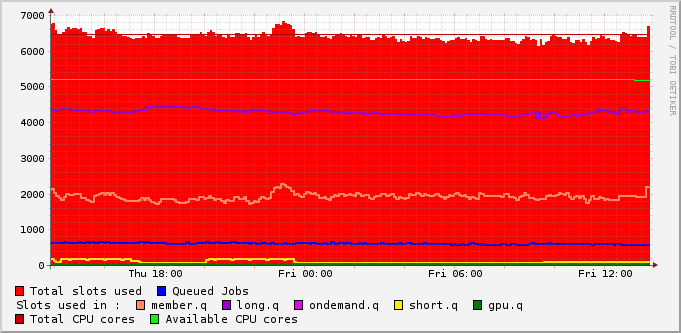 RRDTOOL / TOBI OETIKER
7000
6000
5000
4000
3000
2000
1000
0
Thu 18:00 Fri 00:00 Fri 06:00 Fri 12:00
Total slots used Queued Jobs
Slots used in : member.q long.q ondemand.q short.q gpu.q
Total CPU cores Available CPU cores